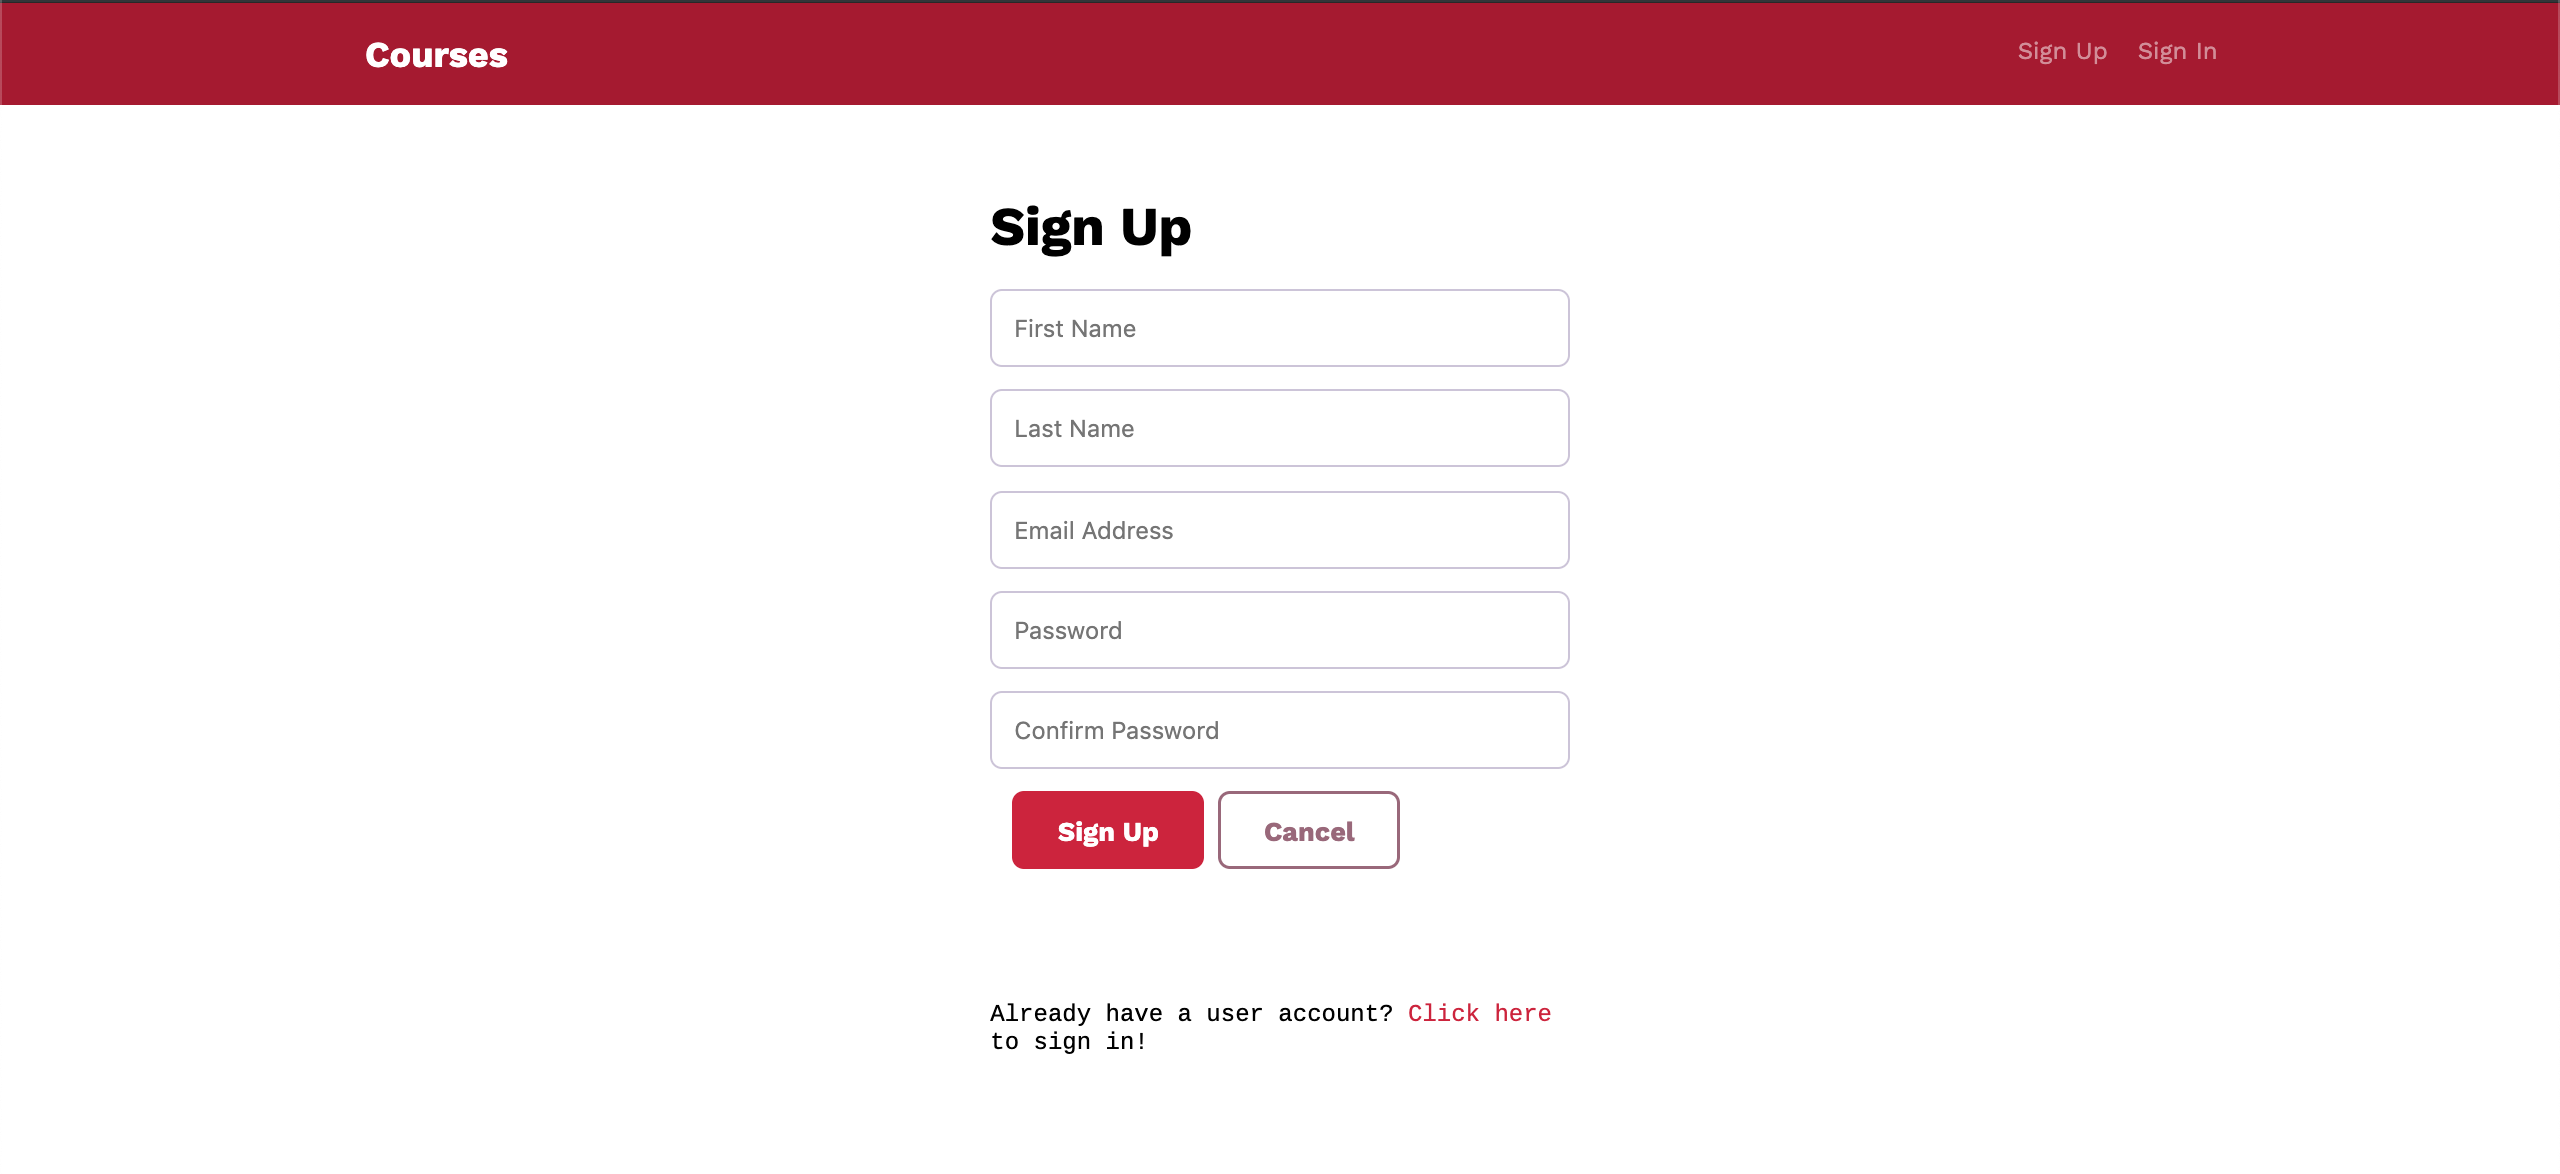 Courses
Sign Up
Sign In
Sign Up
First Name
Last Name
Email Address
Password
Confirm Password
Sign Up
Cancel
Already have a user account? Click here
to sign in!